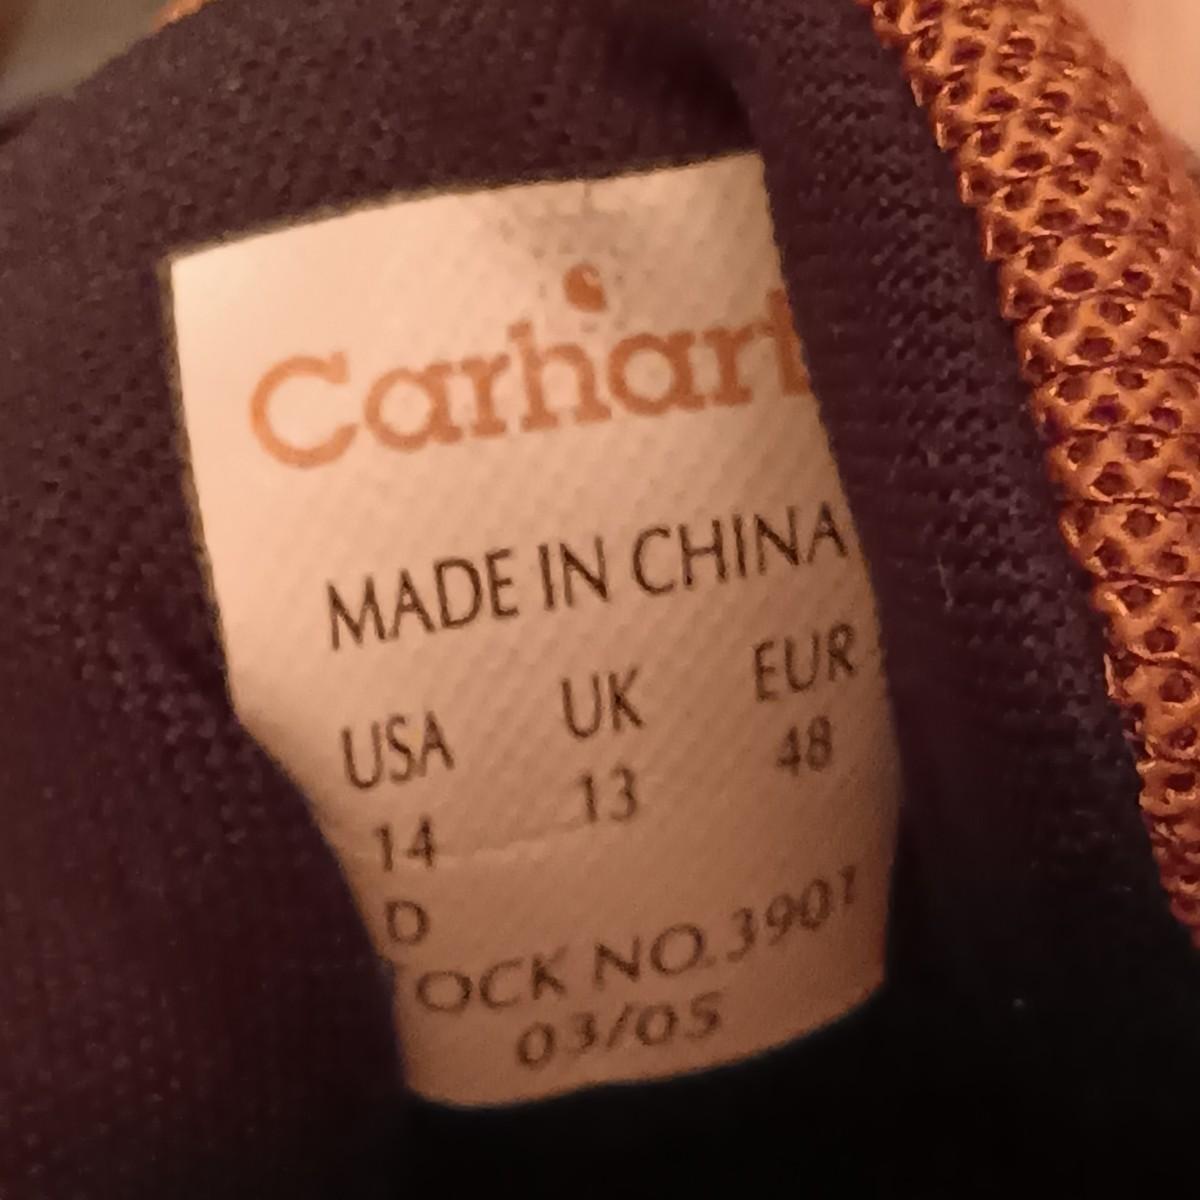 Carhart
MADE IN CHINA
USA UK EUR
14 13 48
D
OCK NO. 3901
03/05